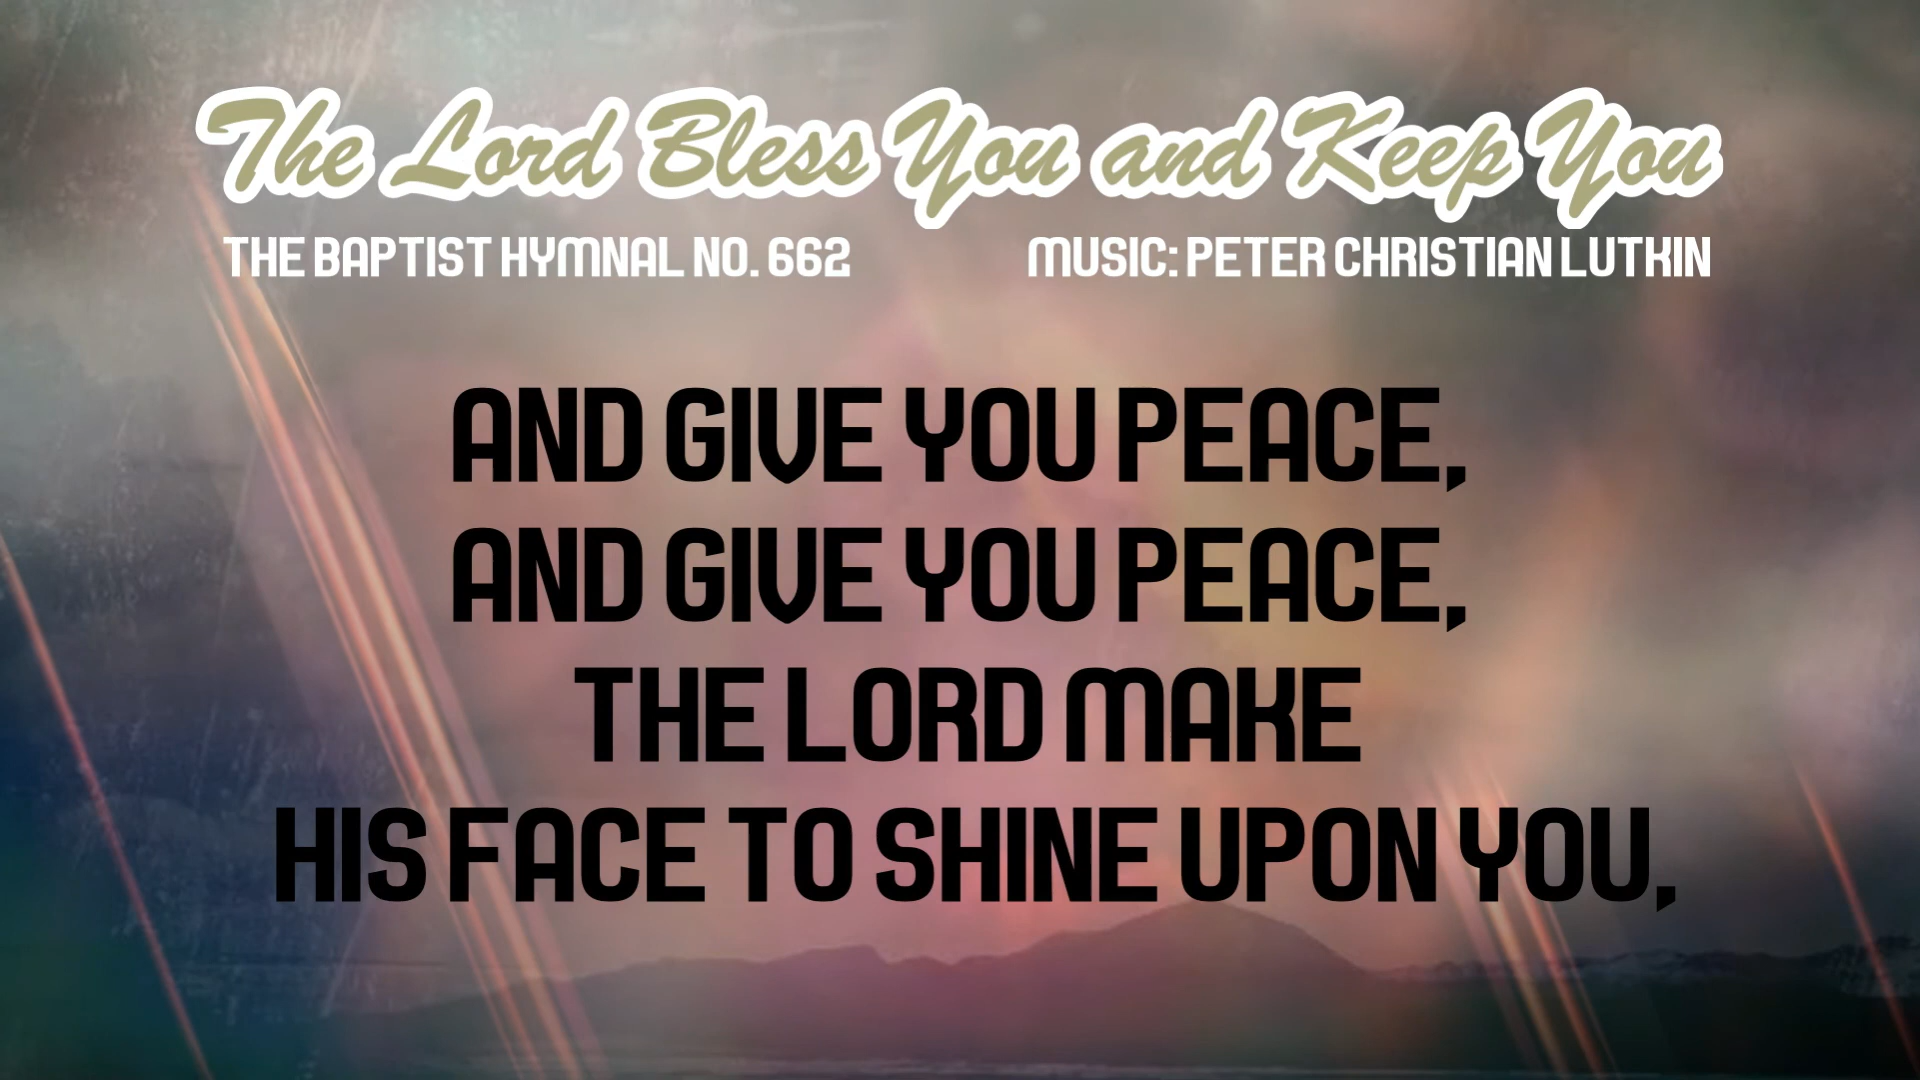 The Lord Bless You and Keep You
THE BAPTIST HYMNAL NO. 662
MUSIC: PETER CHRISTIAN LUTKIN
AND GIVE YOU PEACE,
AND GIVE YOU PEACE,
THE LORD MAKE
HIS FACE TO SHINE UPON YOU,